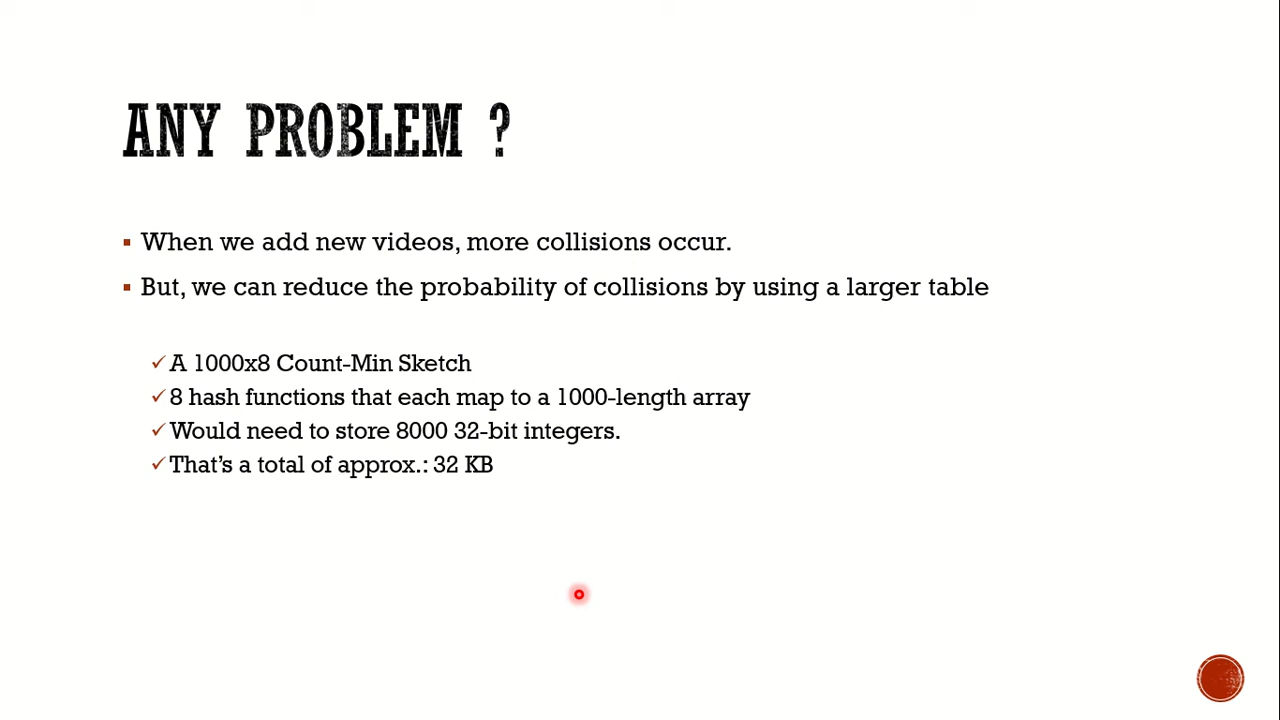 ANY PROBLEM ?
When we add new videos, more collisions occur.
But, we can reduce the probability of collisions by using a larger table
A 1000x8 Count-Min Sketch
8 hash functions that each map to a 1000-length array
Would need to store 8000 32-bit integers.
That's a total of approx.: 32 KB